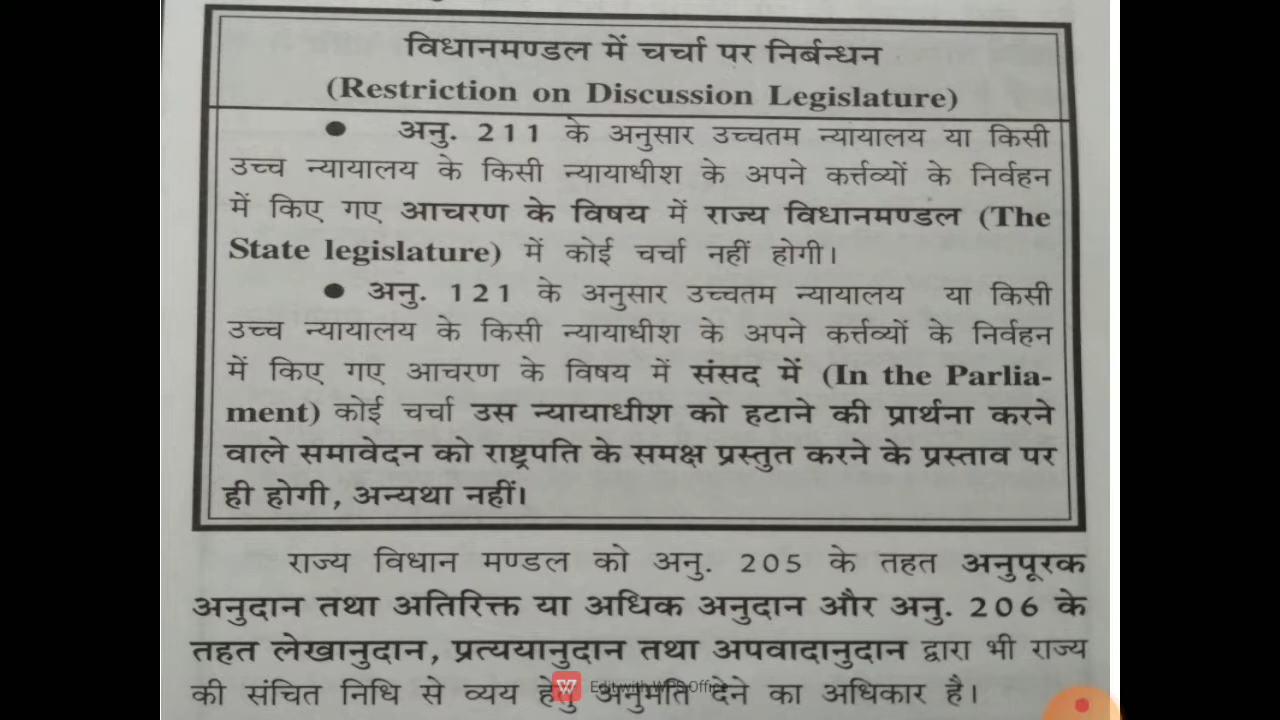 विधानमण्डल में चर्चा पर निर्बन्धन
(Restriction on Discussion Legislature)
● अनु. 211 के अनुसार उच्चतम न्यायालय या किसी
उच्च न्यायालय के किसी न्यायाधीश के अपने कर्त्तव्यों के निर्वहन
में किए गए आचरण के विषय में राज्य विधानमण्डल (The
State legislature) में कोई चर्चा नहीं होगी।
● अनु. 121 के अनुसार उच्चतम न्यायालय या किसी
उच्च न्यायालय के किसी न्यायाधीश के अपने कर्त्तव्यों के निर्वहन
में किए गए आचरण के विषय में संसद में (In the Parlia-
ment) कोई चर्चा उस न्यायाधीश को हटाने की प्रार्थना करने
वाले समावेदन को राष्ट्रपति के समक्ष प्रस्तुत करने के प्रस्ताव पर
ही होगी, अन्यथा नहीं।
राज्य विधान मण्डल को अनु. 205 के तहत अनुपूरक
अनुदान तथा अतिरिक्त या अधिक अनुदान और अनु. 206 के
तहत लेखानुदान, प्रत्ययानुदान तथा अपवादानुदान द्वारा भी राज्य
की संचित निधि से व्यय हेतु अनुमति देने का अधिकार है।
Edit with WPS Office